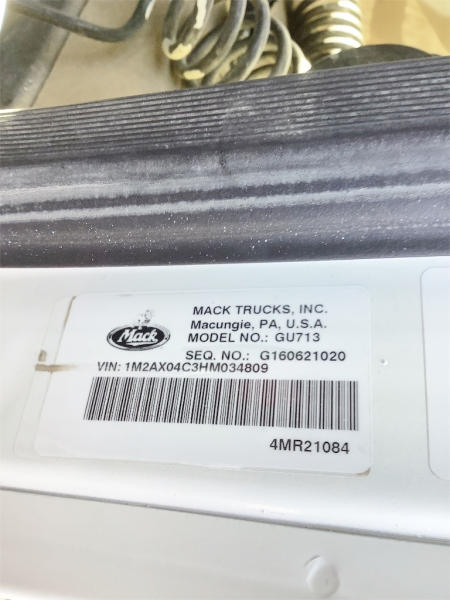 MACK TRUCKS, INC.
Macungie, PA, U.S.A.
Mack
MODEL NO.: GU713
SEQ. NO.: G160621020
VIN: 1M2AX04C3HM034809
4MR21084